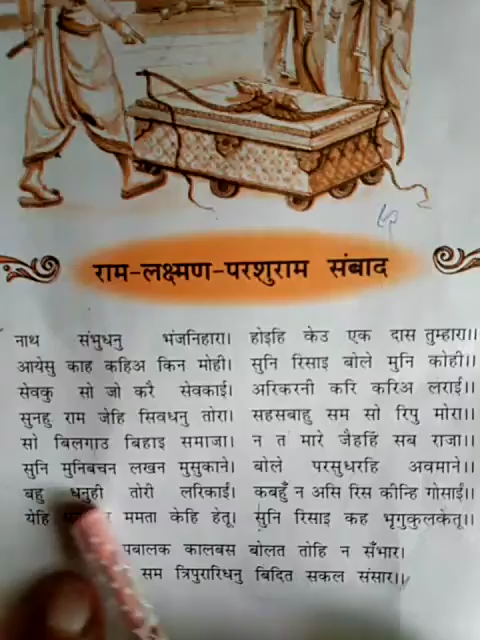 राम-लक्ष्मण-परशुराम संबाद
नाथ संभुधनु भंजनिहारा। होइहि केउ एक दास तुम्हारा॥
आयेसु काह कहिअ किन मोही। सुनि रिसाइ बोले मुनि कोही॥
सेवकु सो जो करै सेवकाई। अरिकरनी करि करिअ लराई॥
सुनहु राम जेहि सिवधनु तोरा। सहसबाहु सम सो रिपु मोरा॥
सो बिलगाउ बिहाइ समाजा। न त मारे जैहहिं सब राजा॥
सुनि मुनिबचन लखन मुसुकाने। बोले परसुधरहि अवमाने॥
बहु धनुही तोरी लरिकाईं। कबहुँ न असि रिस कीन्हि गोसाईं॥
येहि ममता केहि हेतू। सुनि रिसाइ कह भृगुकुलकेतू॥
पबालक कालबस बोलत तोहि न सँभार।
सम त्रिपुरारिधनु बिदित सकल संसार॥